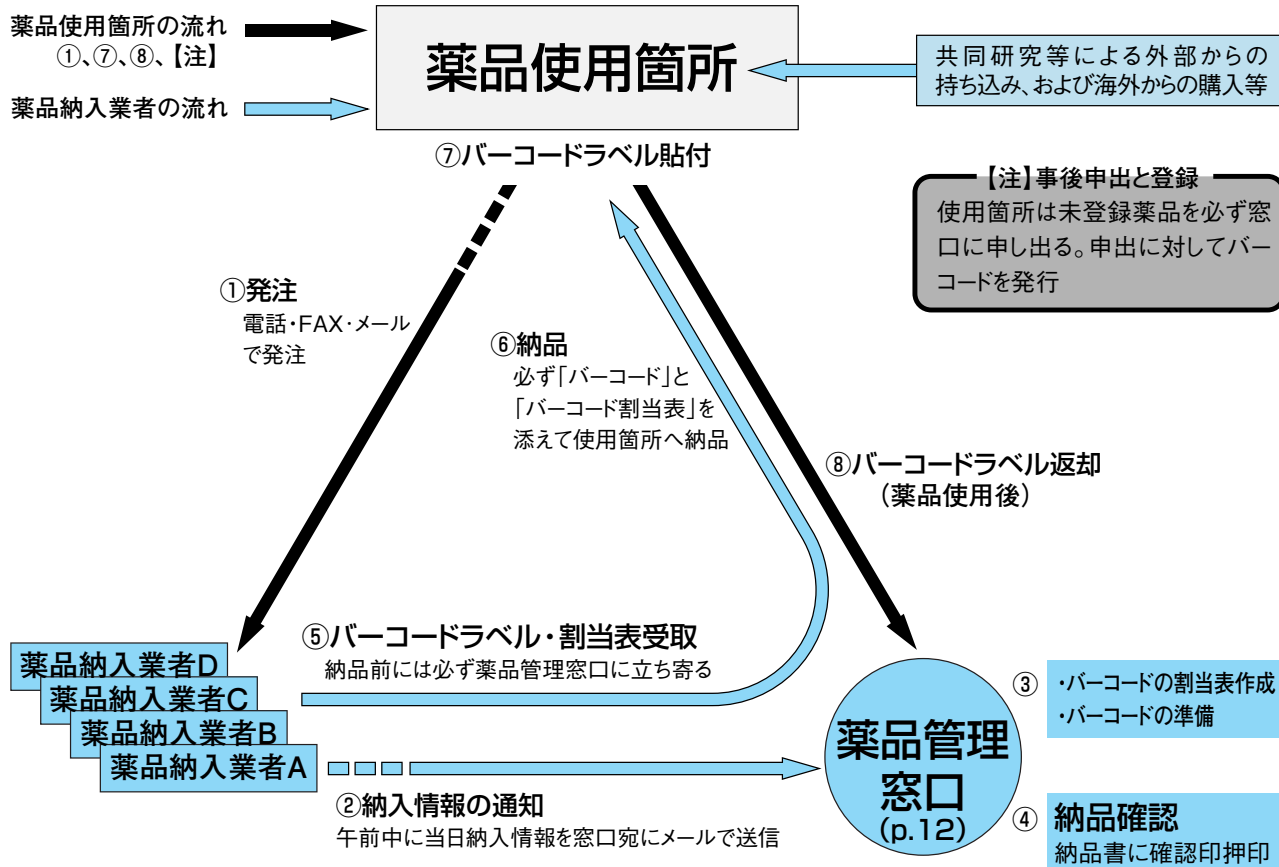 薬品使用箇所の流れ
①、⑦、⑧、【注】
薬品納入業者の流れ
薬品使用箇所
共同研究等による外部からの
持ち込み、および海外からの購入等
⑦バーコードラベル貼付
【注】事後申出と登録
使用箇所は未登録薬品を必ず窓
口に申し出る。申出に対してバー
コードを発行
①発注
電話・FAX・メール
で発注
⑥納品
必ず「バーコード」と
「バーコード割当表」を
添えて使用箇所へ納品
⑧バーコードラベル返却
（薬品使用後）
⑤バーコードラベル・割当表受取
納品前には必ず薬品管理窓口に立ち寄る
薬品納入業者D
薬品納入業者C
薬品納入業者B
薬品納入業者A
②納入情報の通知
午前中に当日納入情報を窓口宛にメールで送信
薬品管理
窓口
(p.12)
③ ・バーコードの割当表作成
・バーコードの準備
④ 納品確認
納品書に確認印押印